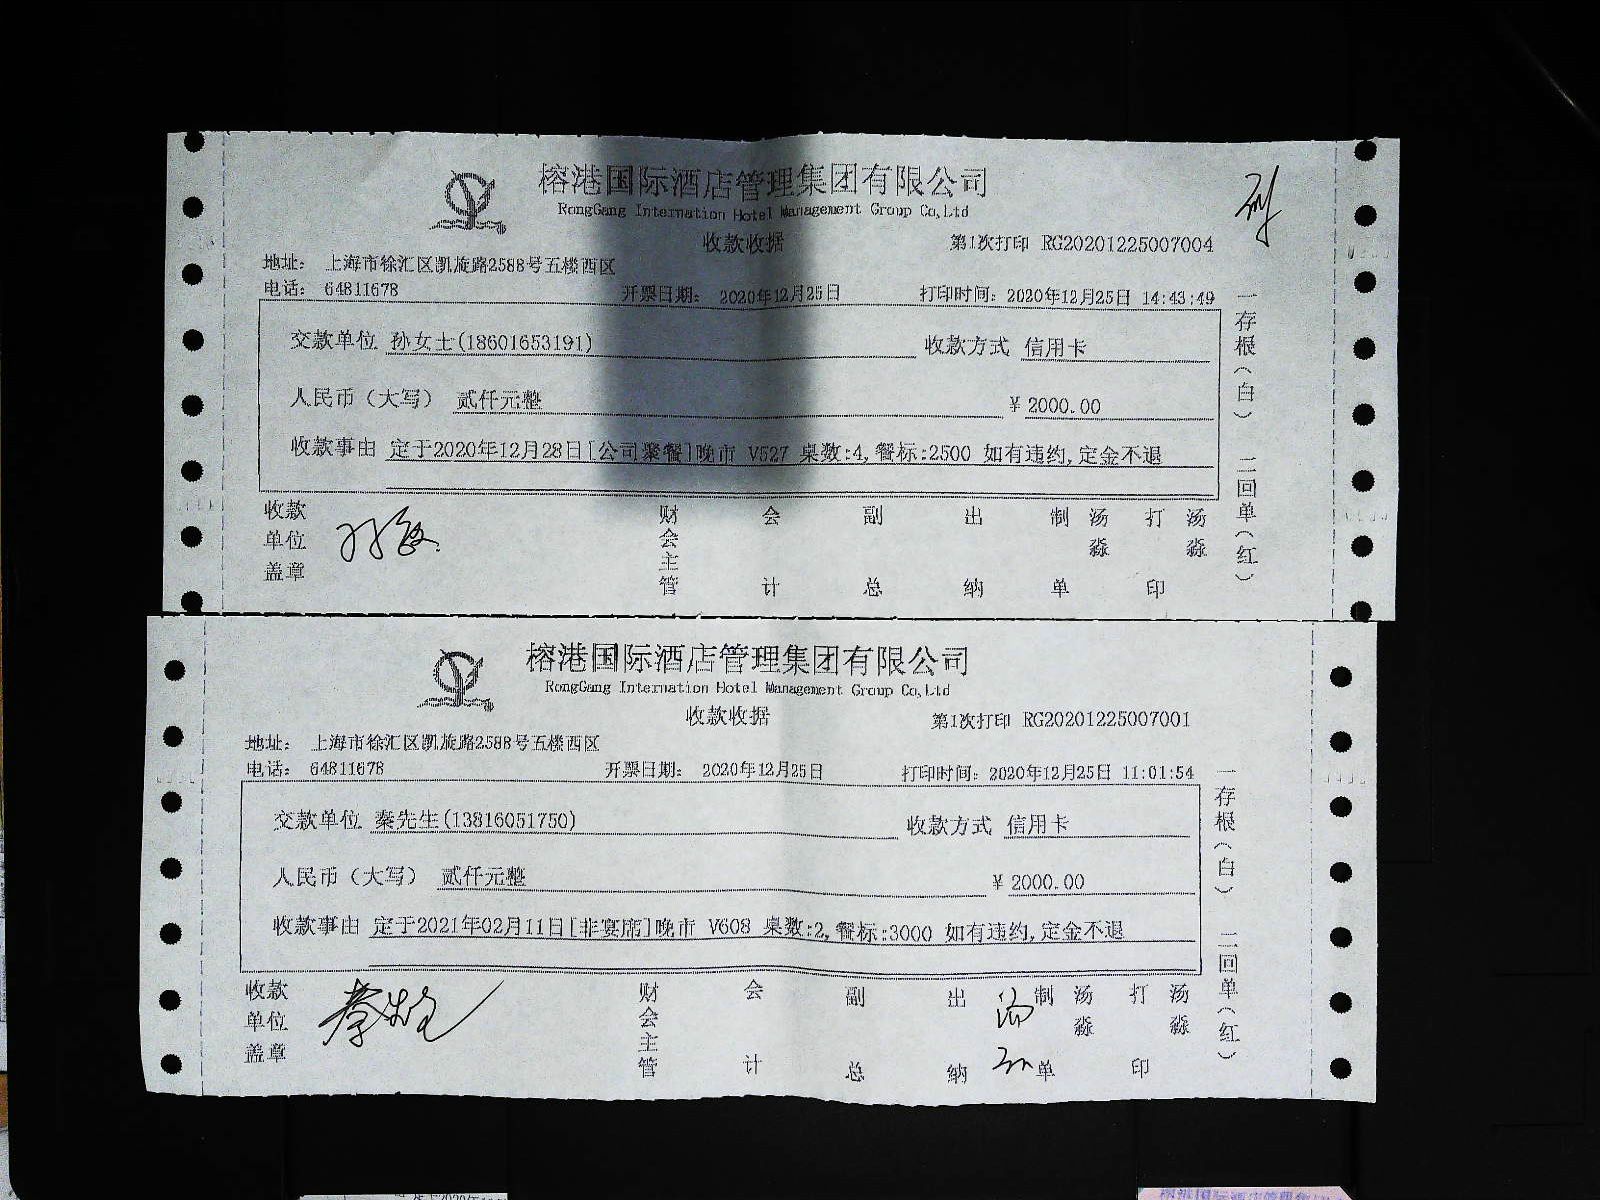 榕港国际酒店管理集团有限公司
RongGang Internation Hotel Management Group Co,Ltd
收款收据 第1次打印 RG20201225007004
地址： 上海市徐汇区凯旋路2588号五楼西区
电话： 64811678 开票日期： 2020年12月25日 打印时间：2020年12月25日 14:43:49
交款单位 孙女士(18601653191) 收款方式 信用卡
人民币（大写） 贰仟元整 ￥2000.00
收款事由 定于2020年12月28日[公司聚餐]晚市 V527 桌数:4,餐标:2500 如有违约,定金不退
收款单位盖章 财会主管 会计 副总 出纳 制单 汤淼 打印 汤淼
一存根（白） 二回单（红）
榕港国际酒店管理集团有限公司
RongGang Internation Hotel Management Group Co,Ltd
收款收据 第1次打印 RG20201225007001
地址： 上海市徐汇区凯旋路2588号五楼西区
电话： 64811678 开票日期： 2020年12月25日 打印时间：2020年12月25日 11:01:54
交款单位 秦先生(13816051750) 收款方式 信用卡
人民币（大写） 贰仟元整 ￥2000.00
收款事由 定于2021年02月11日[非宴席]晚市 V608 桌数:2,餐标:3000 如有违约,定金不退
收款单位盖章 财会主管 会计 副总 出纳 制单 汤淼 打印 汤淼
一存根（白） 二回单（红）